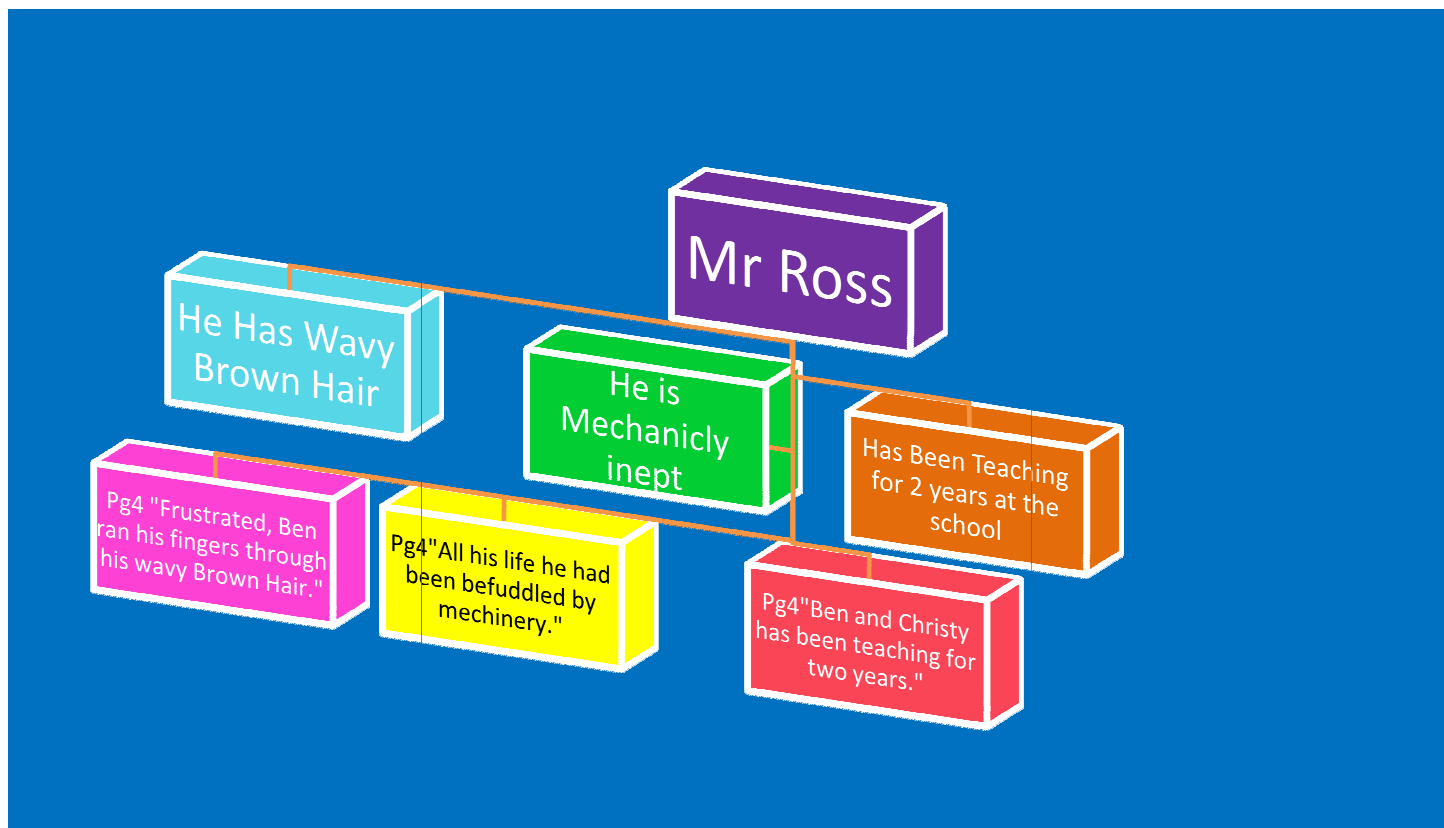 Mr Ross
He Has Wavy
Brown Hair
He is
Mechanicly
inept
Has Been Teaching
for 2 years at the
school
Pg4 "Frustrated, Ben
ran his fingers through
his wavy Brown Hair."
Pg4"All his life he had
been befuddled by
mechinery."
Pg4"Ben and Christy
has been teaching for
two years."